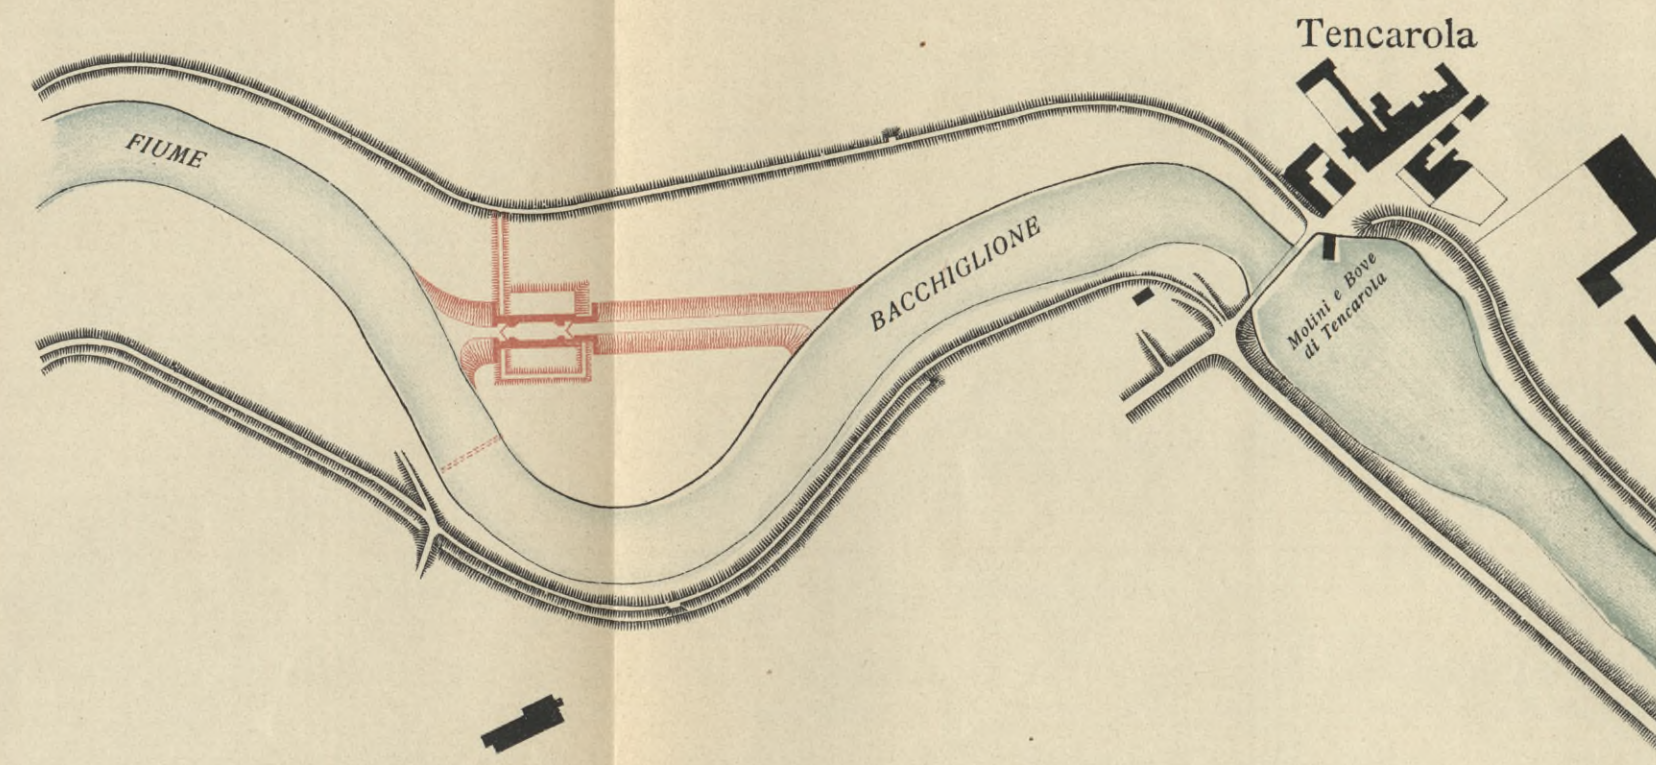 Tencarola
FIUME
BACCHIGLIONE
Molini e Bove
di Tencarola